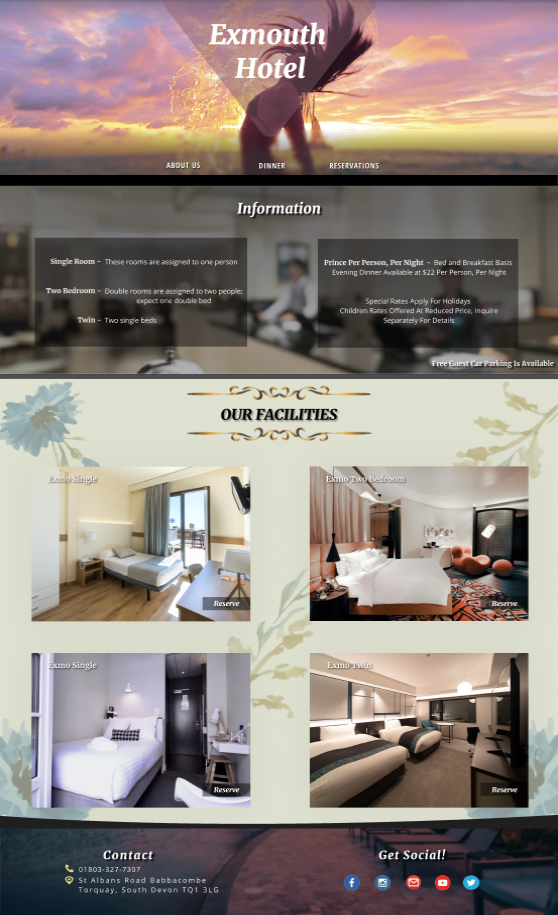 Exmouth
Hotel
ABOUT US
DINNER
RESERVATIONS
Information
Single Room – These rooms are assigned to one person
Two Bedroom – Double rooms are assigned to two people;
expect one double bed
Twin – Two single beds
Prince Per Person, Per Night – Bed and Breakfast Basis
Evening Dinner Available at $22 Per Person, Per Night
Special Rates Apply For Holidays
Children Rates Offered At Reduced Price, Inquire
Separately For Details
Free Guest Car Parking Is Available
OUR FACILITIES
Exmo Single
Reserve
Exmo Two Bedroom
Reserve
Exmo Single
Reserve
Exmo Twin
Reserve
Contact
01803-327-7307
St Albans Road Babbacombe
Torquay, South Devon TQ1 3LG
Get Social!